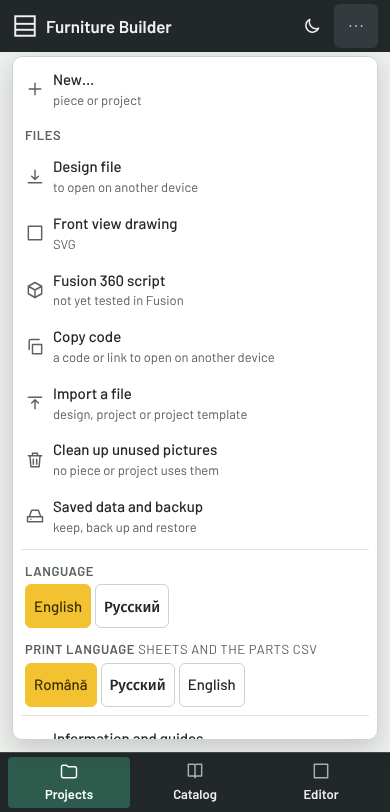 Furniture Builder
New...
piece or project
FILES
Design file
to open on another device
Front view drawing
SVG
Fusion 360 script
not yet tested in Fusion
Copy code
a code or link to open on another device
Import a file
design, project or project template
Clean up unused pictures
no piece or project uses them
Saved data and backup
keep, back up and restore
LANGUAGE
English Русский
PRINT LANGUAGE SHEETS AND THE PARTS CSV
Română Русский English
Information and guides
Projects Catalog Editor